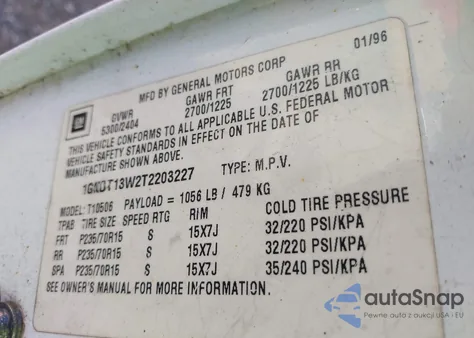 MFD BY GENERAL MOTORS CORP 01/96
GM GVWR GAWR FRT GAWR RR
5300/2404 2700/1225 2700/1225 LB/KG
THIS VEHICLE CONFORMS TO ALL APPLICABLE U.S. FEDERAL MOTOR
VEHICLE SAFETY STANDARDS IN EFFECT ON THE DATE OF
MANUFACTURE SHOWN ABOVE.
1GKDT13W2T2203227 TYPE: M.P.V.
MODEL: T10506 PAYLOAD = 1056 LB / 479 KG
TPAB TIRE SIZE SPEED RTG RIM COLD TIRE PRESSURE
FRT P235/70R15 S 15X7J 32/220 PSI/KPA
RR P235/70R15 S 15X7J 32/220 PSI/KPA
SPA P235/70R15 S 15X7J 35/240 PSI/KPA
SEE OWNER'S MANUAL FOR MORE INFORMATION.
autaSnap
Pewne auto z aukcji USA i EU